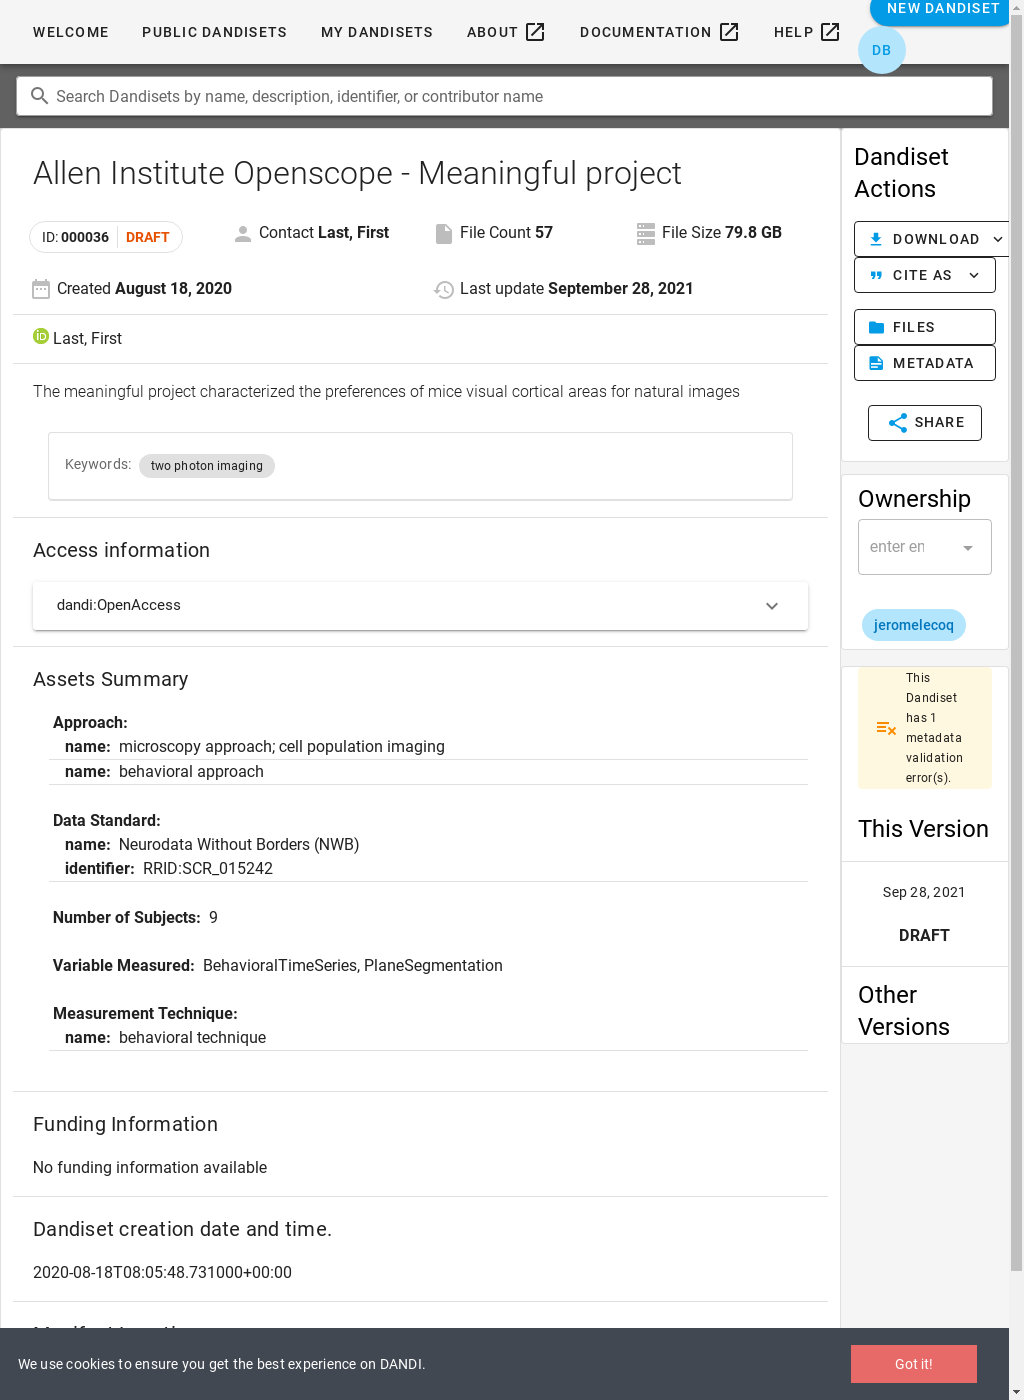 WELCOME PUBLIC DANDISETS MY DANDISETS ABOUT DOCUMENTATION HELP NEW DANDISET
DB
Search Dandisets by name, description, identifier, or contributor name
Allen Institute Openscope - Meaningful project
ID: 000036 DRAFT Contact Last, First File Count 57 File Size 79.8 GB
Created August 18, 2020 Last update September 28, 2021
iD Last, First
The meaningful project characterized the preferences of mice visual cortical areas for natural images
Keywords: two photon imaging
Access information
dandi:OpenAccess
Assets Summary
Approach:
name: microscopy approach; cell population imaging
name: behavioral approach
Data Standard:
name: Neurodata Without Borders (NWB)
identifier: RRID:SCR_015242
Number of Subjects: 9
Variable Measured: BehavioralTimeSeries, PlaneSegmentation
Measurement Technique:
name: behavioral technique
Funding Information
No funding information available
Dandiset creation date and time.
2020-08-18T08:05:48.731000+00:00
Dandiset
Actions
DOWNLOAD
CITE AS
FILES
METADATA
SHARE
Ownership
enter en
jeromelecoq
This
Dandiset
has 1
metadata
validation
error(s).
This Version
Sep 28, 2021
DRAFT
Other
Versions
We use cookies to ensure you get the best experience on DANDI.
Got it!